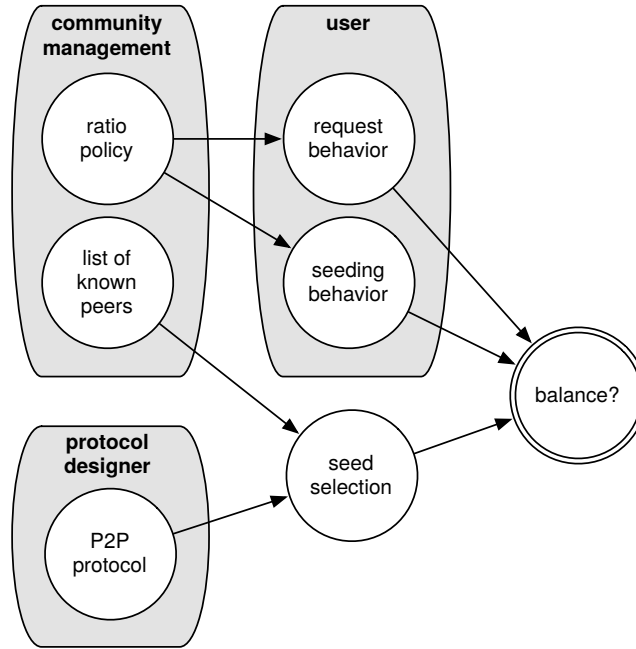 community
management
user
ratio
policy
request
behavior
list of
known
peers
seeding
behavior
balance?
protocol
designer
seed
selection
P2P
protocol